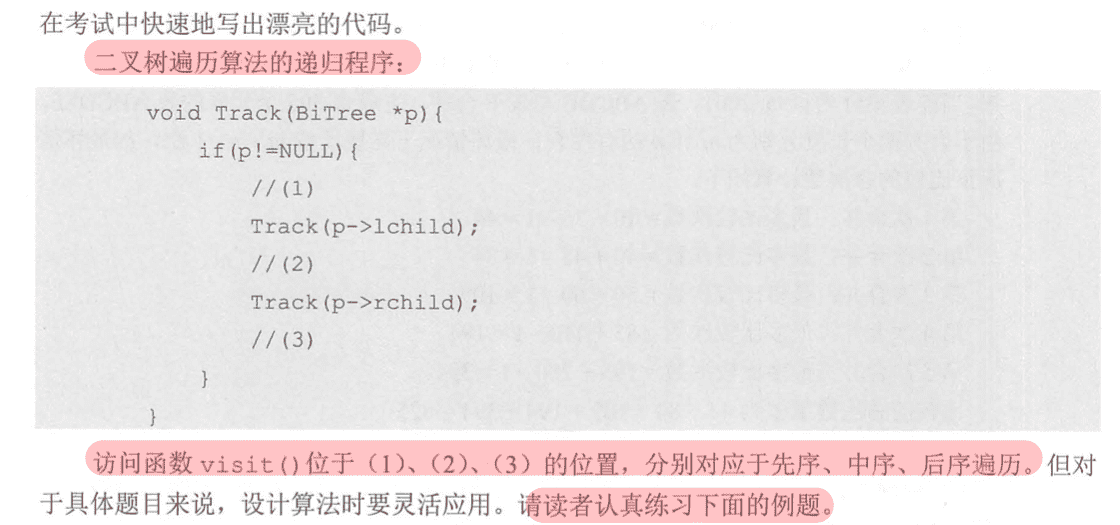 在考试中快速地写出漂亮的代码。
二叉树遍历算法的递归程序：
void Track(BiTree *p){
if(p!=NULL){
//(1)
Track(p->lchild);
//(2)
Track(p->rchild);
//(3)
}
}
访问函数 visit()位于（1）、（2）、（3）的位置，分别对应于先序、中序、后序遍历。但对
于具体题目来说，设计算法时要灵活应用。请读者认真练习下面的例题。